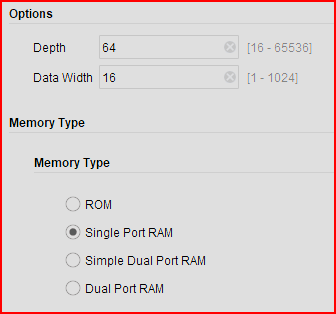 Options
Depth 64 [16 - 65536]
Data Width 16 [1 - 1024]
Memory Type
Memory Type
ROM
Single Port RAM
Simple Dual Port RAM
Dual Port RAM